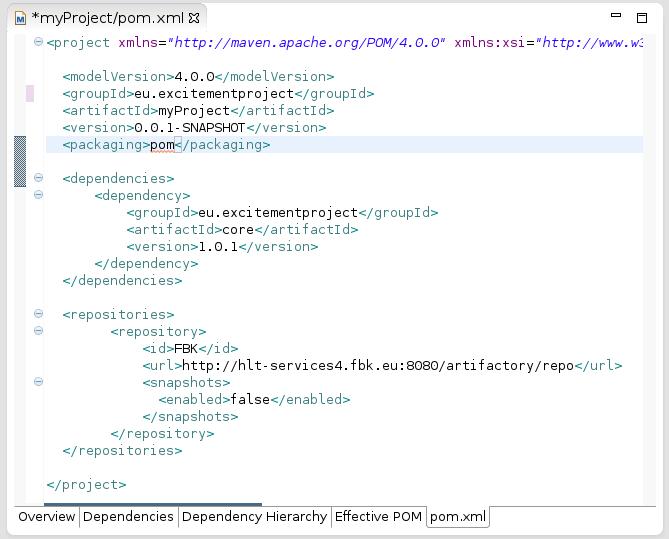 *myProject/pom.xml
<project xmlns="http://maven.apache.org/POM/4.0.0" xmlns:xsi="http://www.w3
<modelVersion>4.0.0</modelVersion>
<groupId>eu.excitementproject</groupId>
<artifactId>myProject</artifactId>
<version>0.0.1-SNAPSHOT</version>
<packaging>pom</packaging>
<dependencies>
<dependency>
<groupId>eu.excitementproject</groupId>
<artifactId>core</artifactId>
<version>1.0.1</version>
</dependency>
</dependencies>
<repositories>
<repository>
<id>FBK</id>
<url>http://hlt-services4.fbk.eu:8080/artifactory/repo</url>
<snapshots>
<enabled>false</enabled>
</snapshots>
</repository>
</repositories>
</project>
Overview Dependencies Dependency Hierarchy Effective POM pom.xml